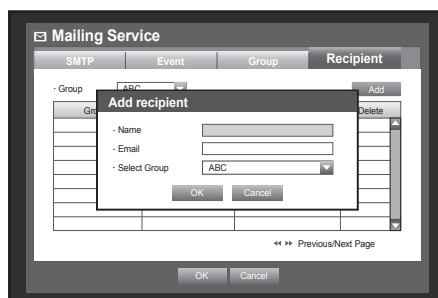 Mailing Service
SMTP Event Group Recipient
· Group ABC Add
Delete
Add recipient
· Name
· Email
· Select Group ABC
OK Cancel
Previous/Next Page
OK Cancel